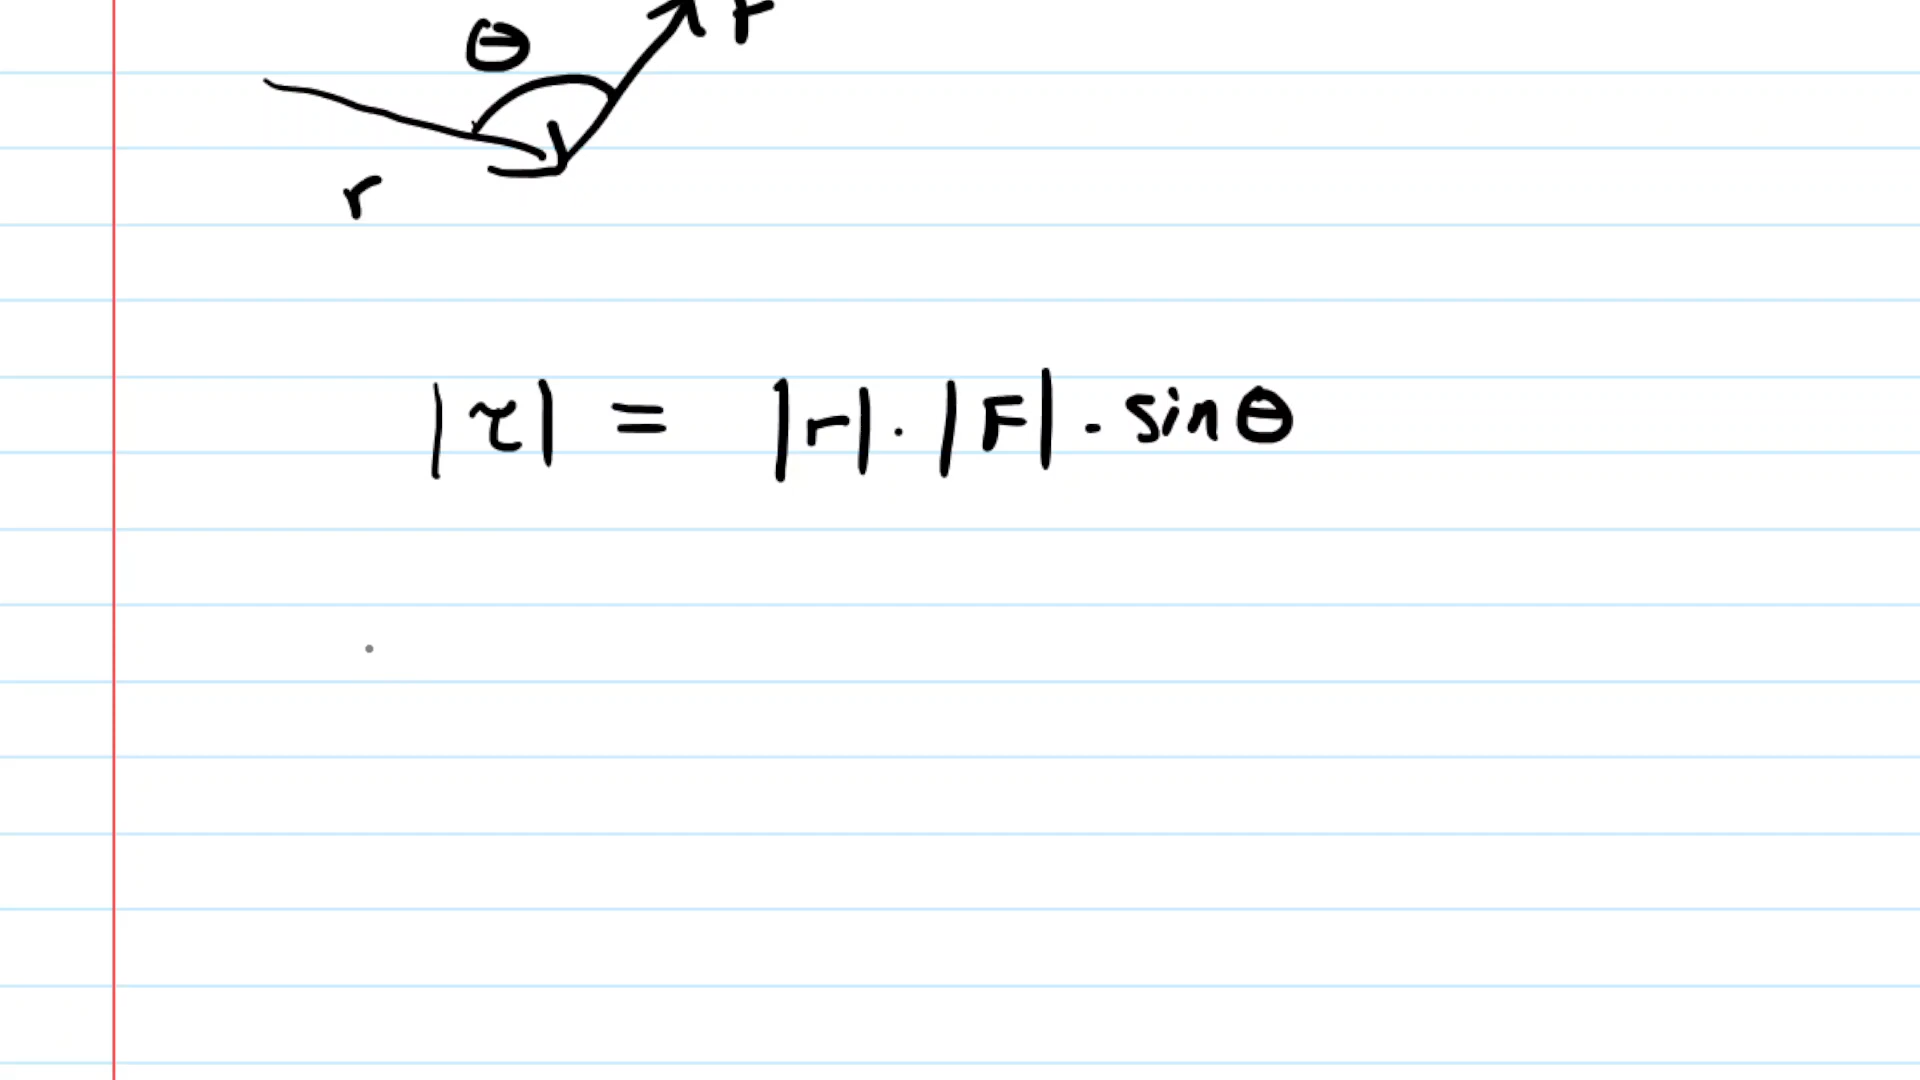 F
θ
r
|τ| = |r| · |F| · sin θ